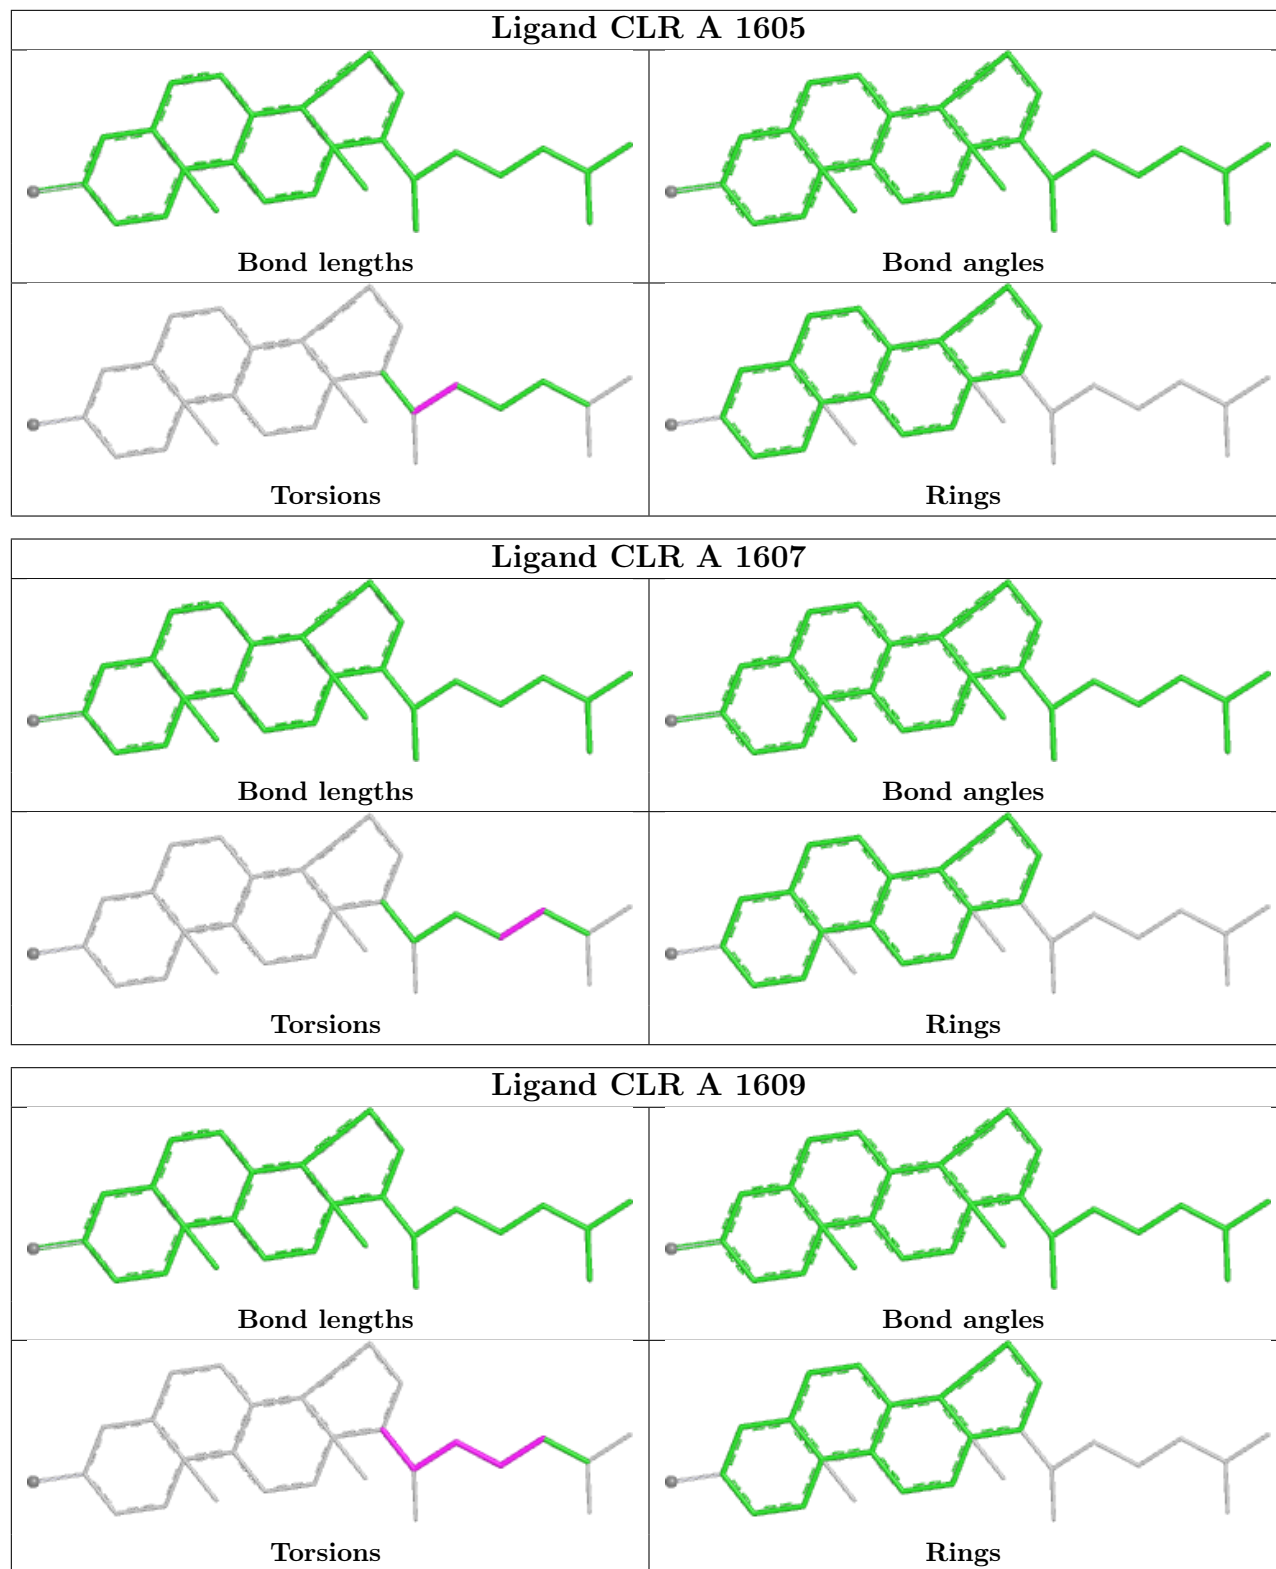 Ligand CLR A 1605
Bond lengths
Bond angles
Torsions
Rings
Ligand CLR A 1607
Bond lengths
Bond angles
Torsions
Rings
Ligand CLR A 1609
Bond lengths
Bond angles
Torsions
Rings